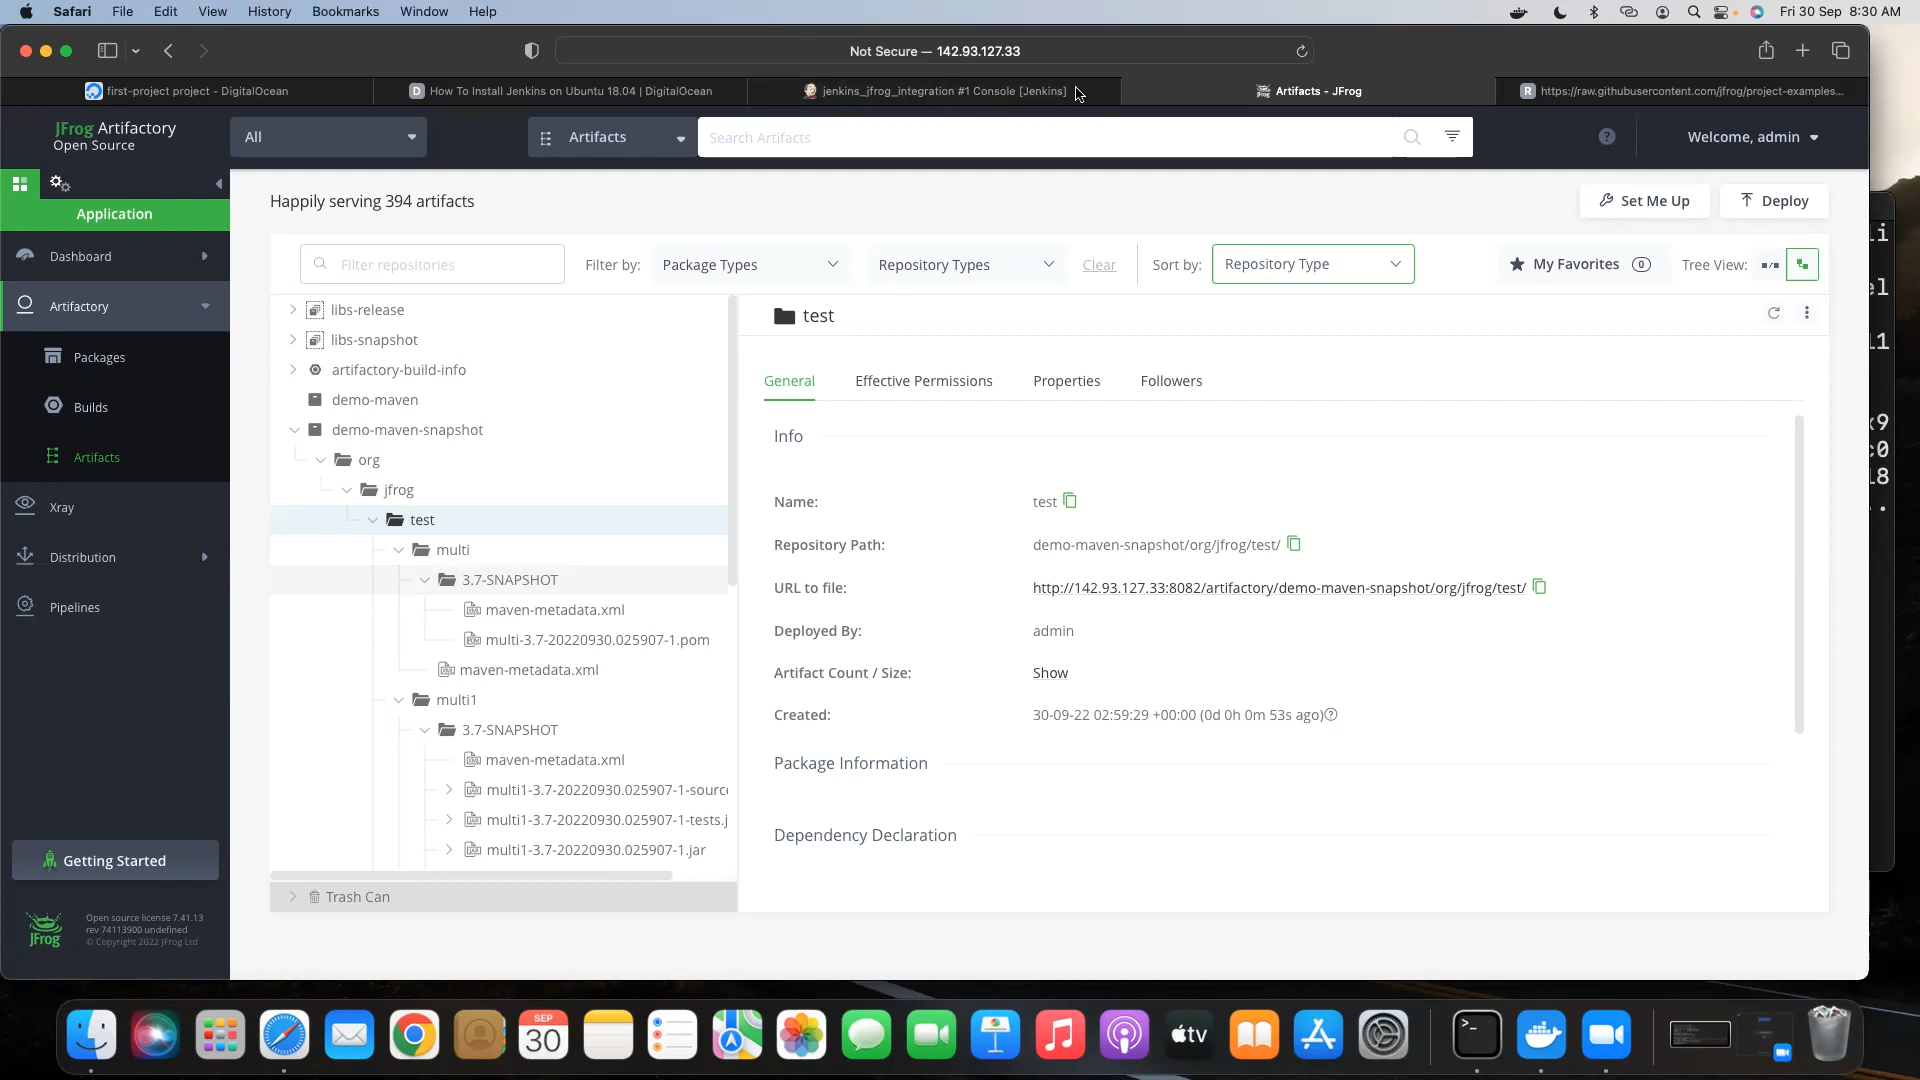 Safari File Edit View History Bookmarks Window Help
Fri 30 Sep 8:30 AM
Not Secure — 142.93.127.33
first-project project - DigitalOcean
How To Install Jenkins on Ubuntu 18.04 | DigitalOcean
jenkins_jfrog_integration #1 Console [Jenkins]
Artifacts - JFrog
https://raw.githubusercontent.com/jfrog/project-examples...
JFrog Artifactory
Open Source
All
Artifacts
Search Artifacts
Welcome, admin
Application
Dashboard
Artifactory
Packages
Builds
Artifacts
Xray
Distribution
Pipelines
Getting Started
JFrog
Open source license 7.41.13
rev 74113900 undefined
© Copyright 2022 JFrog Ltd
Happily serving 394 artifacts
Set Me Up
Deploy
Filter repositories
Filter by:
Package Types
Repository Types
Clear
Sort by:
Repository Type
My Favorites 0
Tree View:
libs-release
libs-snapshot
artifactory-build-info
demo-maven
demo-maven-snapshot
org
jfrog
test
multi
3.7-SNAPSHOT
maven-metadata.xml
multi-3.7-20220930.025907-1.pom
maven-metadata.xml
multi1
3.7-SNAPSHOT
maven-metadata.xml
multi1-3.7-20220930.025907-1-sourc
multi1-3.7-20220930.025907-1-tests.j
multi1-3.7-20220930.025907-1.jar
Trash Can
test
General
Effective Permissions
Properties
Followers
Info
Name: test
Repository Path: demo-maven-snapshot/org/jfrog/test/
URL to file: http://142.93.127.33:8082/artifactory/demo-maven-snapshot/org/jfrog/test/
Deployed By: admin
Artifact Count / Size: Show
Created: 30-09-22 02:59:29 +00:00 (0d 0h 0m 53s ago)
Package Information
Dependency Declaration
SEP
30
tv